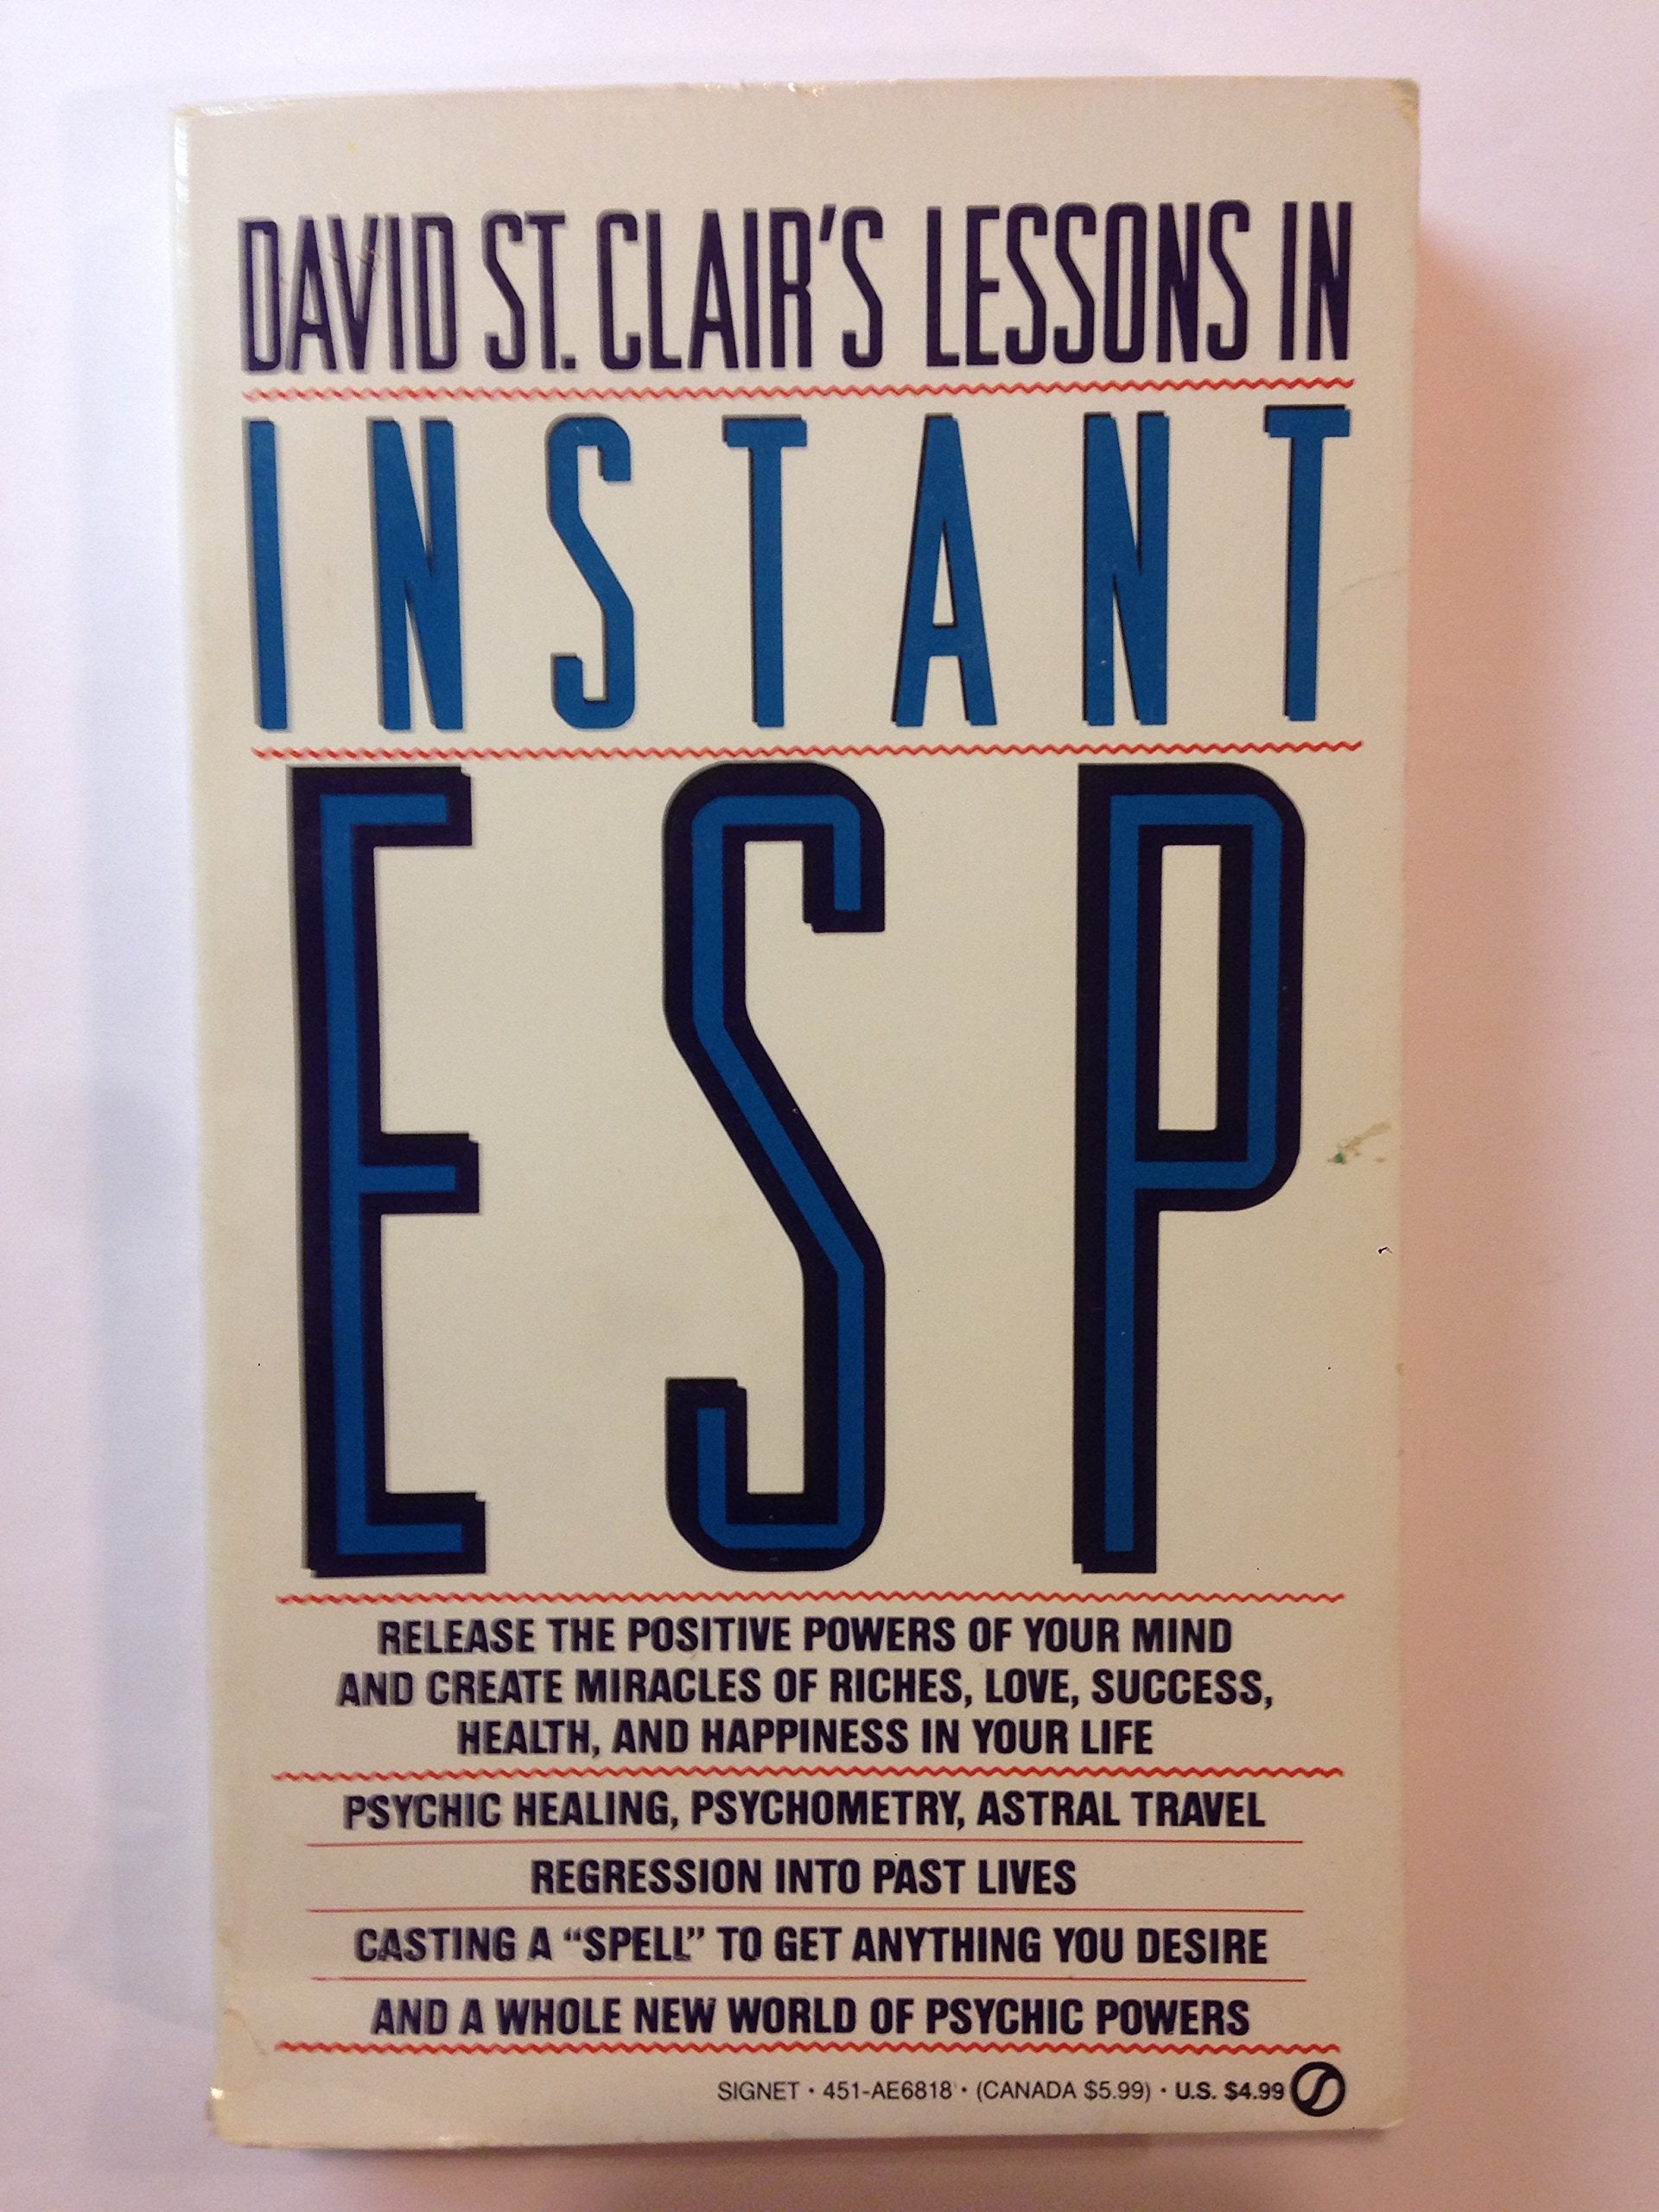 DAVID ST. CLAIR'S LESSONS IN
INSTANT
ESP
RELEASE THE POSITIVE POWERS OF YOUR MIND
AND CREATE MIRACLES OF RICHES, LOVE, SUCCESS,
HEALTH, AND HAPPINESS IN YOUR LIFE
PSYCHIC HEALING, PSYCHOMETRY, ASTRAL TRAVEL
REGRESSION INTO PAST LIVES
CASTING A “SPELL” TO GET ANYTHING YOU DESIRE
AND A WHOLE NEW WORLD OF PSYCHIC POWERS
SIGNET • 451-AE6818 • (CANADA $5.99) • U.S. $4.99